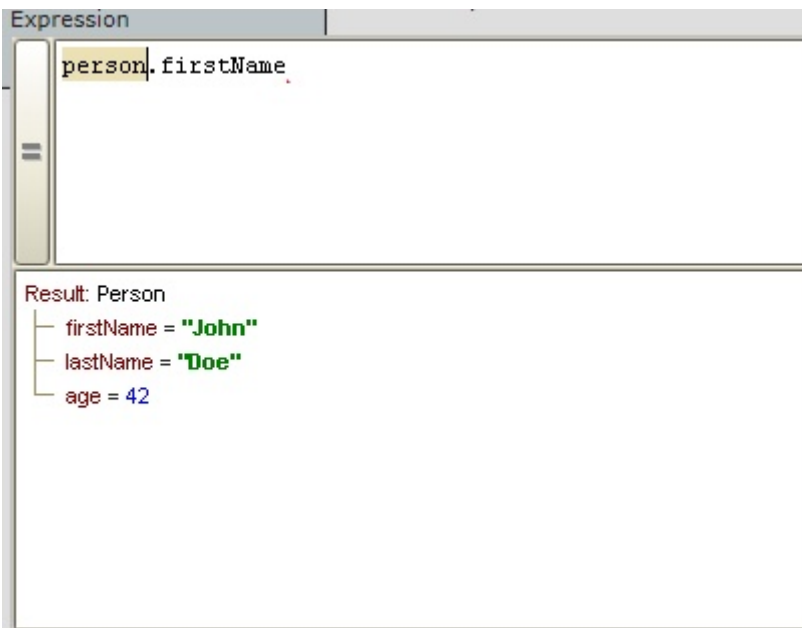 Expression
person.firstName
=
Result: Person
firstName = "John"
lastName = "Doe"
age = 42